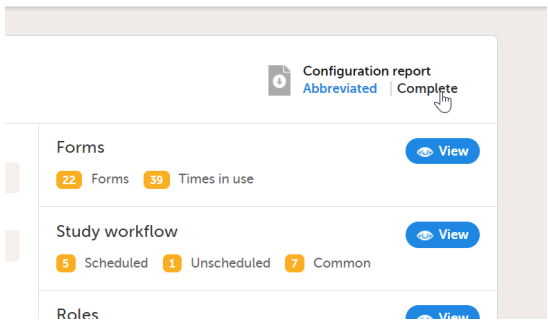 Configuration report
Abbreviated | Complete
Forms
View
22 Forms 39 Times in use
Study workflow
View
5 Scheduled 1 Unscheduled 7 Common
Roles
View